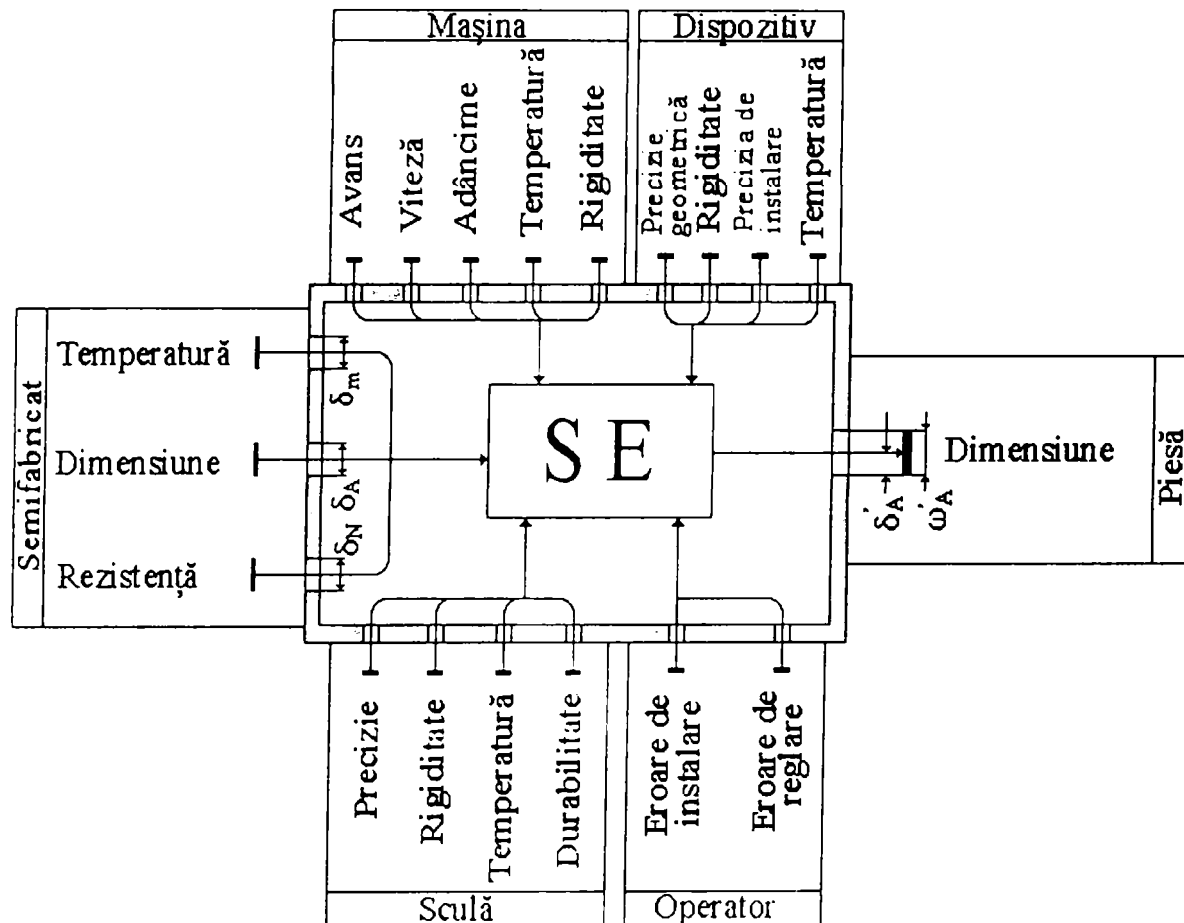 Mașina
Dispozitiv
Avans
Viteză
Adâncime
Temperatură
Rigiditate
Precizie
geometrică
Rigiditate
Precizia de
instalare
Temperatură
Semifabricat
Temperatură
δm
Dimensiune
δA
Rezistență
δN
S E
Dimensiune
δ'A
ω'A
Piesă
Precizie
Rigiditate
Temperatură
Durabilitate
Eroare de
instalare
Eroare de
reglare
Sculă
Operator